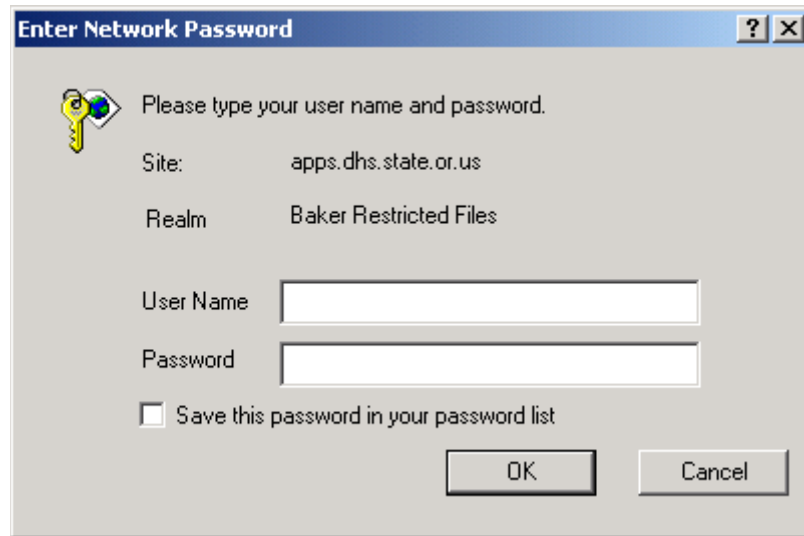 Enter Network Password
Please type your user name and password.
Site: apps.dhs.state.or.us
Realm Baker Restricted Files
User Name
Password
Save this password in your password list
OK Cancel